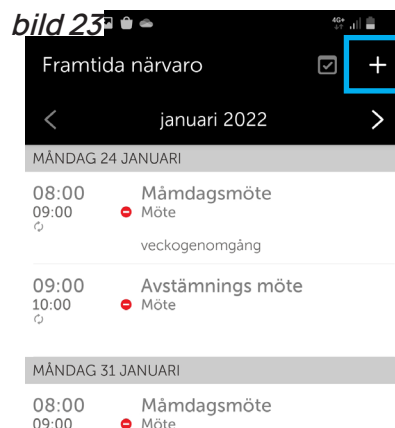 bild 23
4G+
Framtida närvaro
januari 2022
MÅNDAG 24 JANUARI
08:00 Måmdagsmöte
09:00 Möte
veckogenomgång
09:00 Avstämnings möte
10:00 Möte
MÅNDAG 31 JANUARI
08:00 Måmdagsmöte
09:00 Möte